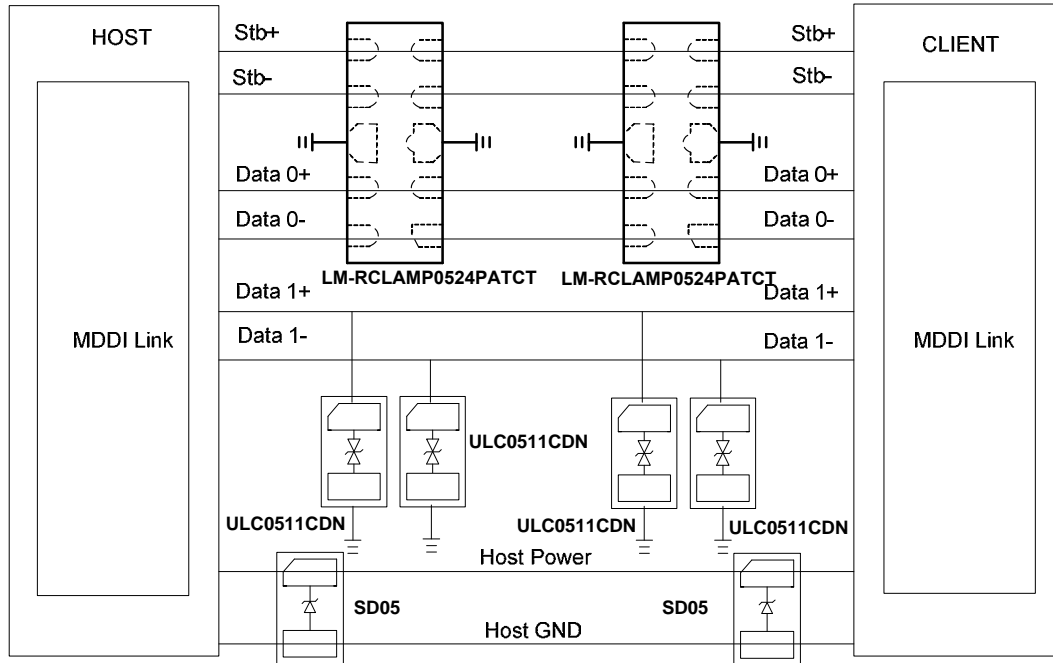 HOST
Stb+
Stb+
CLIENT
Stb-
Stb-
Data 0+
Data 0+
Data 0-
Data 0-
LM-RCLAMP0524PATCT
LM-RCLAMP0524PATCT
Data 1+
Data 1+
MDDI Link
Data 1-
Data 1-
MDDI Link
ULC0511CDN
ULC0511CDN
ULC0511CDN
ULC0511CDN
Host Power
SD05
SD05
Host GND